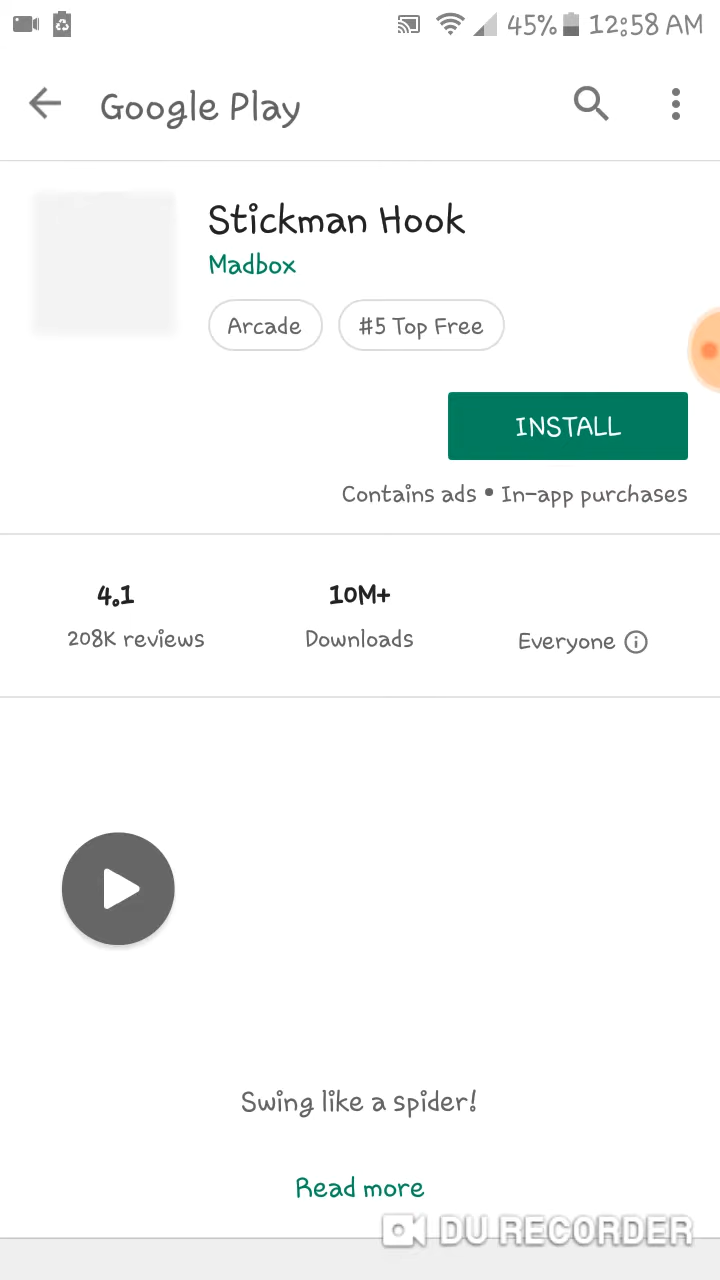 45% 12:58 AM
Google Play
Stickman Hook
Madbox
Arcade #5 Top Free
INSTALL
Contains ads • In-app purchases
4.1 10M+
208K reviews Downloads Everyone
Swing like a spider!
Read more
DU RECORDER